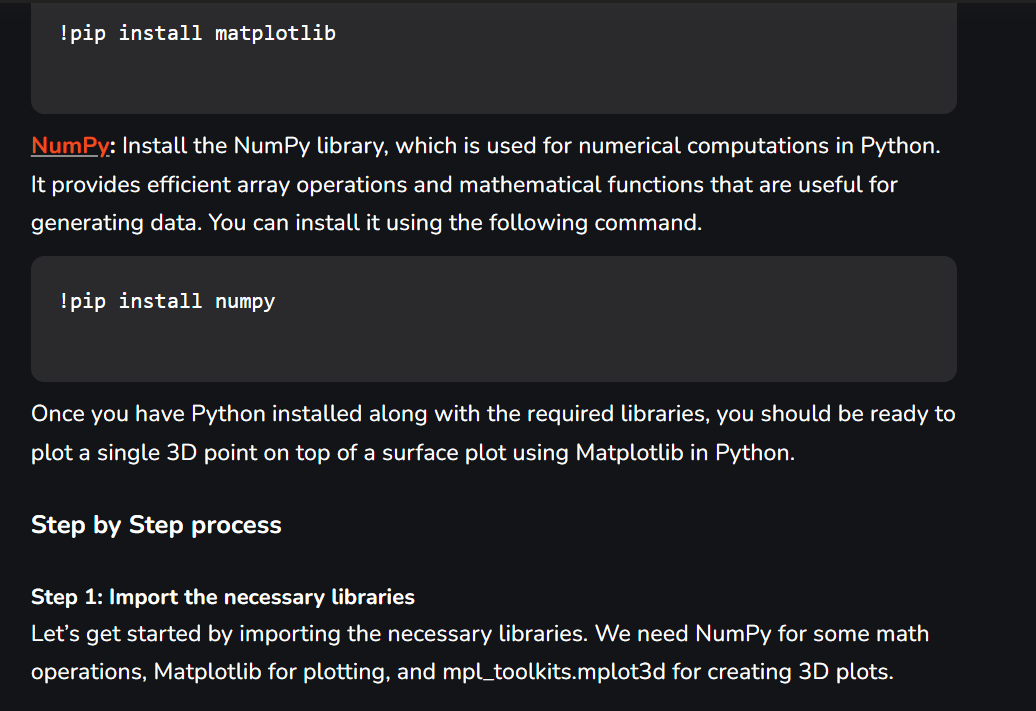 !pip install matplotlib
NumPy: Install the NumPy library, which is used for numerical computations in Python.
It provides efficient array operations and mathematical functions that are useful for
generating data. You can install it using the following command.
!pip install numpy
Once you have Python installed along with the required libraries, you should be ready to
plot a single 3D point on top of a surface plot using Matplotlib in Python.
Step by Step process
Step 1: Import the necessary libraries
Let’s get started by importing the necessary libraries. We need NumPy for some math
operations, Matplotlib for plotting, and mpl_toolkits.mplot3d for creating 3D plots.